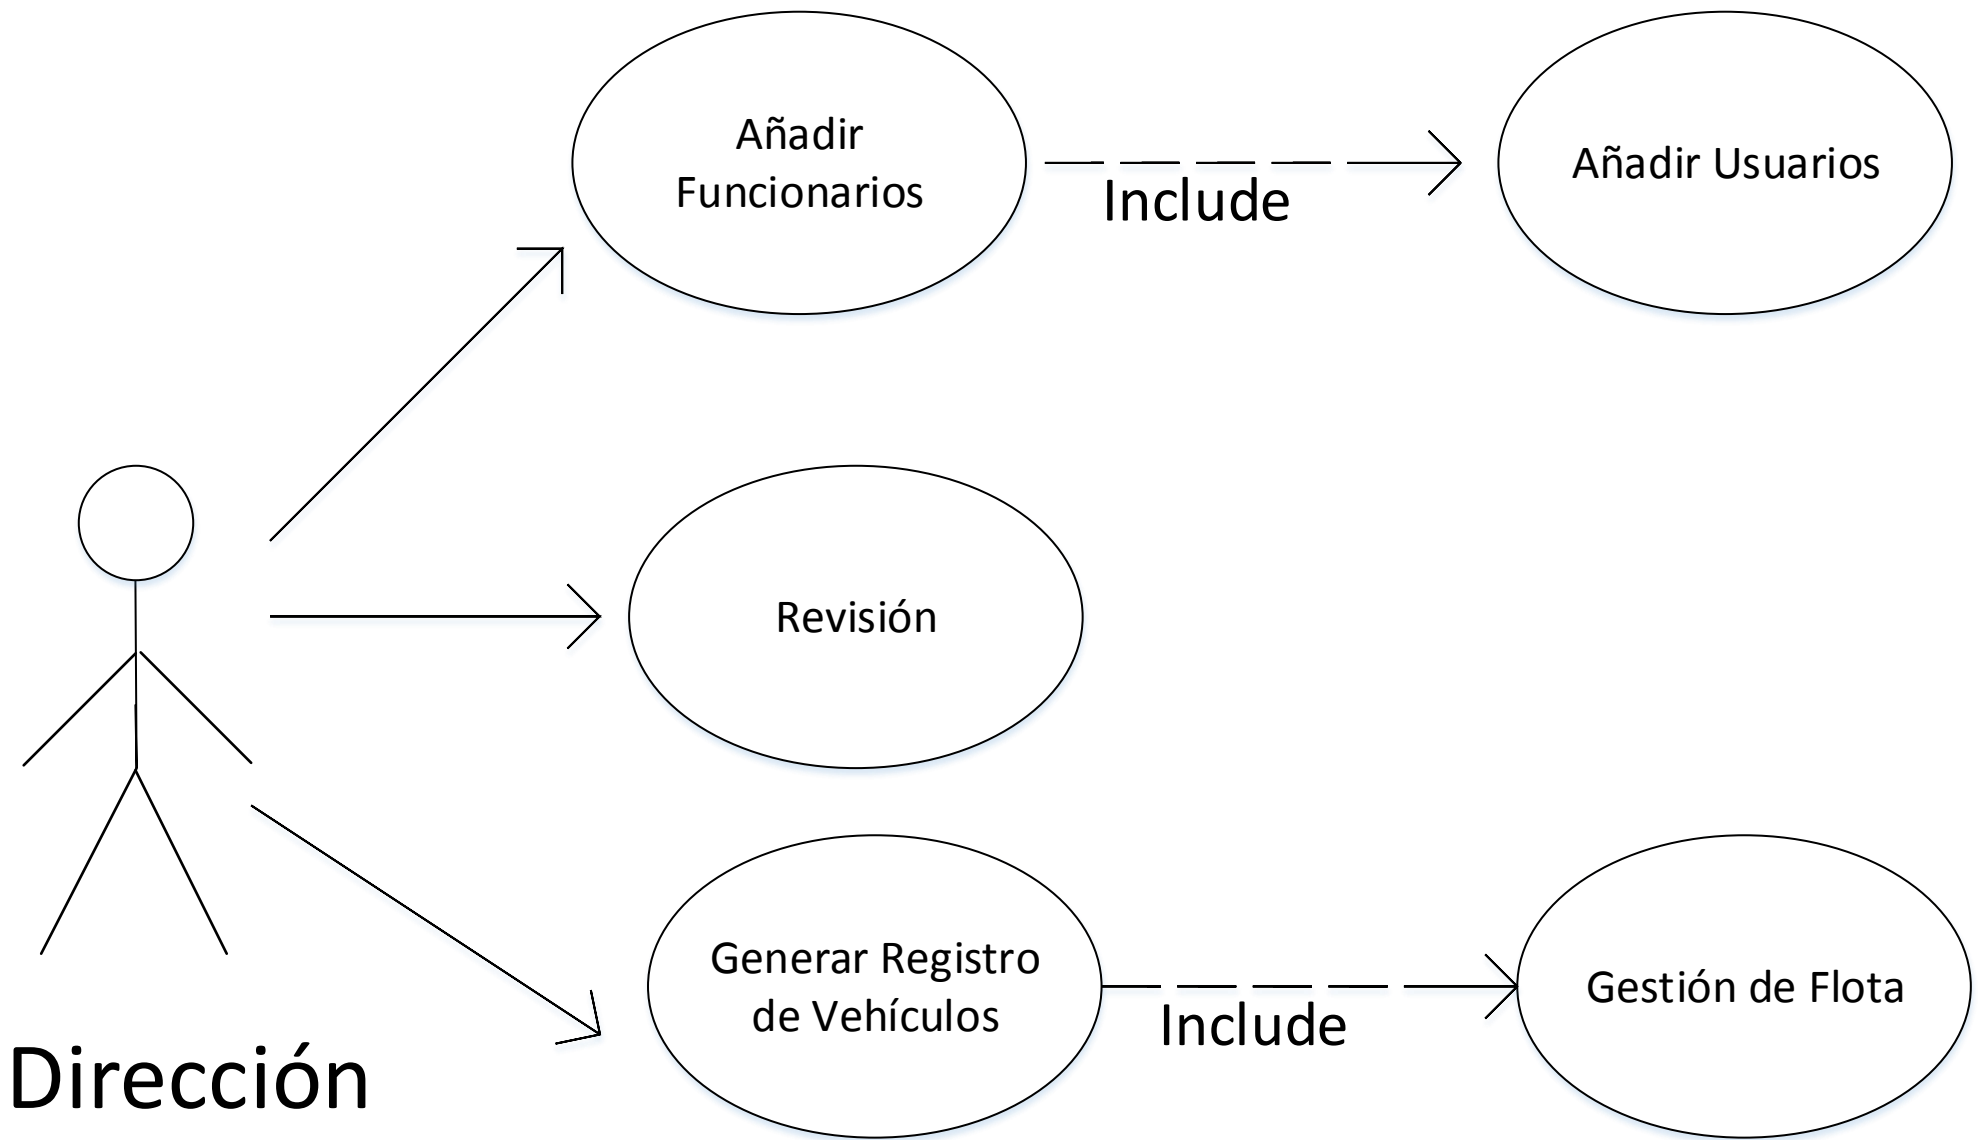 Añadir
Funcionarios
Include
Añadir Usuarios
Revisión
Generar Registro
de Vehículos
Include
Gestión de Flota
Dirección